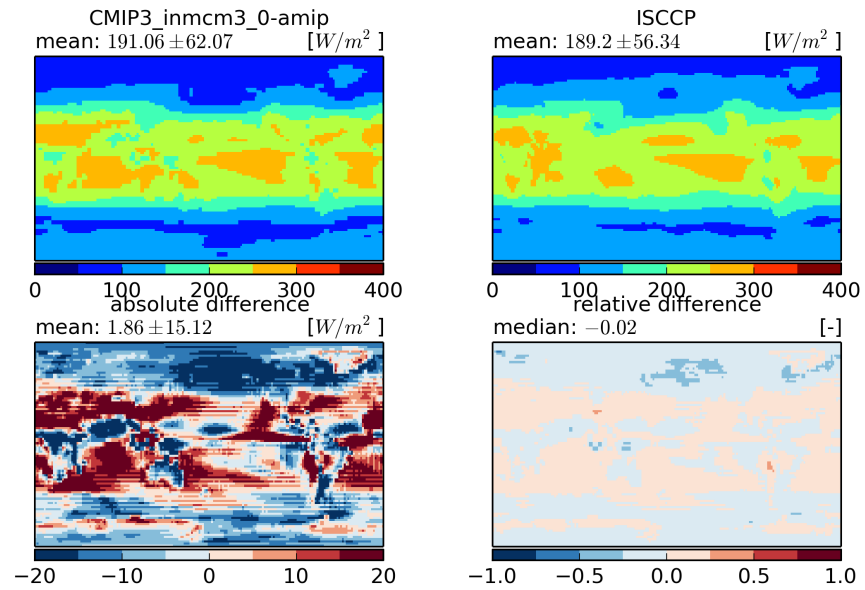 CMIP3_inmcm3_0-amip
mean: 191.06 ±62.07 [W/m² ]
0 100 200 300 400
ISCCP
mean: 189.2 ±56.34 [W/m² ]
0 100 200 300 400
absolute difference
mean: 1.86 ±15.12 [W/m² ]
−20 −10 0 10 20
relative difference
median: −0.02 [-]
−1.0 −0.5 0.0 0.5 1.0